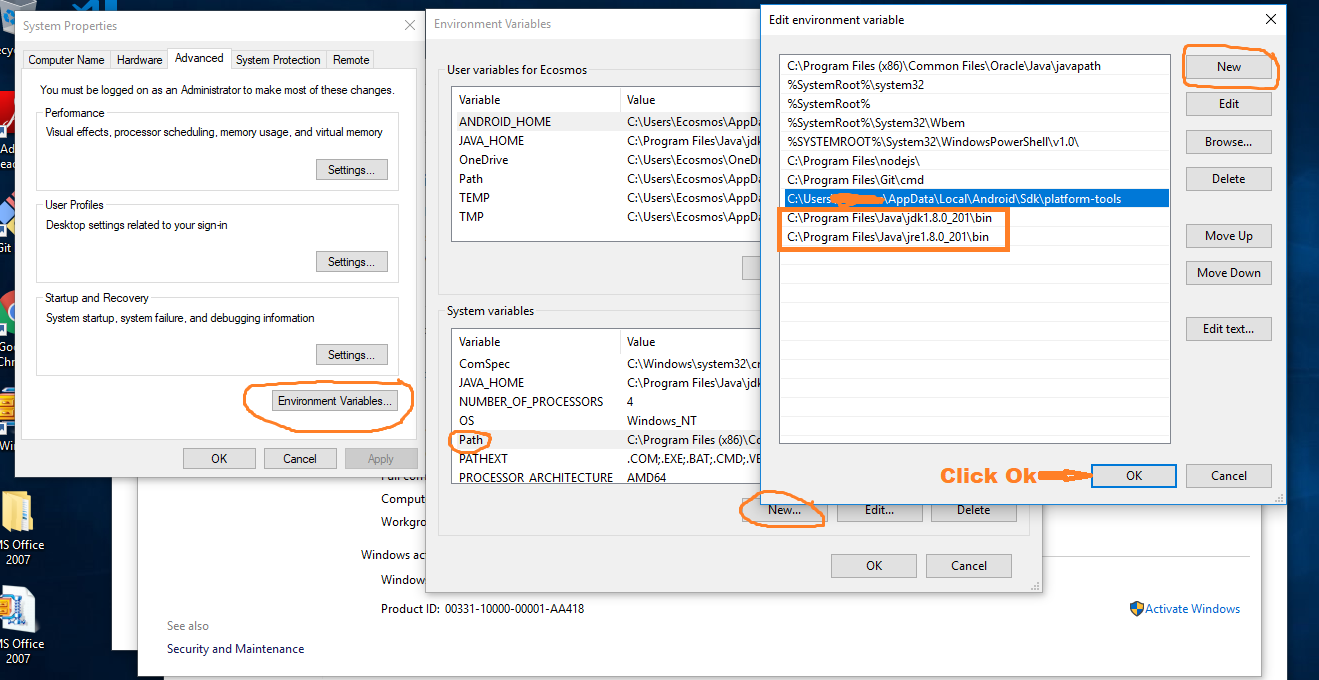 System Properties
Computer Name
Hardware
Advanced
System Protection
Remote
You must be logged on as an Administrator to make most of these changes.
Performance
Visual effects, processor scheduling, memory usage, and virtual memory
Settings...
User Profiles
Desktop settings related to your sign-in
Settings...
Startup and Recovery
System startup, system failure, and debugging information
Settings...
Environment Variables...
OK
Cancel
Apply
Environment Variables
User variables for Ecosmos
Variable Value
ANDROID_HOME C:\Users\Ecosmos\AppDa
JAVA_HOME C:\Program Files\Java\jdk
OneDrive C:\Users\Ecosmos\OneD
Path C:\Users\Ecosmos\AppDa
TEMP C:\Users\Ecosmos\AppDa
TMP C:\Users\Ecosmos\AppDa
System variables
Variable Value
ComSpec C:\Windows\system32\cm
JAVA_HOME C:\Program Files\Java\jdk
NUMBER_OF_PROCESSORS 4
OS Windows_NT
Path C:\Program Files (x86)\Co
PATHEXT .COM;.EXE;.BAT;.CMD;.VB
PROCESSOR_ARCHITECTURE AMD64
New...
Edit...
Delete
OK
Cancel
Edit environment variable
C:\Program Files (x86)\Common Files\Oracle\Java\javapath
%SystemRoot%\system32
%SystemRoot%
%SystemRoot%\System32\Wbem
%SYSTEMROOT%\System32\WindowsPowerShell\v1.0\
C:\Program Files\nodejs\
C:\Program Files\Git\cmd
C:\Users \AppData\Local\Android\Sdk\platform-tools
C:\Program Files\Java\jdk1.8.0_201\bin
C:\Program Files\Java\jre1.8.0_201\bin
New
Edit
Browse...
Delete
Move Up
Move Down
Edit text...
Click Ok
OK
Cancel
Comput
Workgro
Windows ac
Window
Product ID: 00331-10000-00001-AA418
Activate Windows
See also
Security and Maintenance
Git
MS Office
2007
MS Office
2007